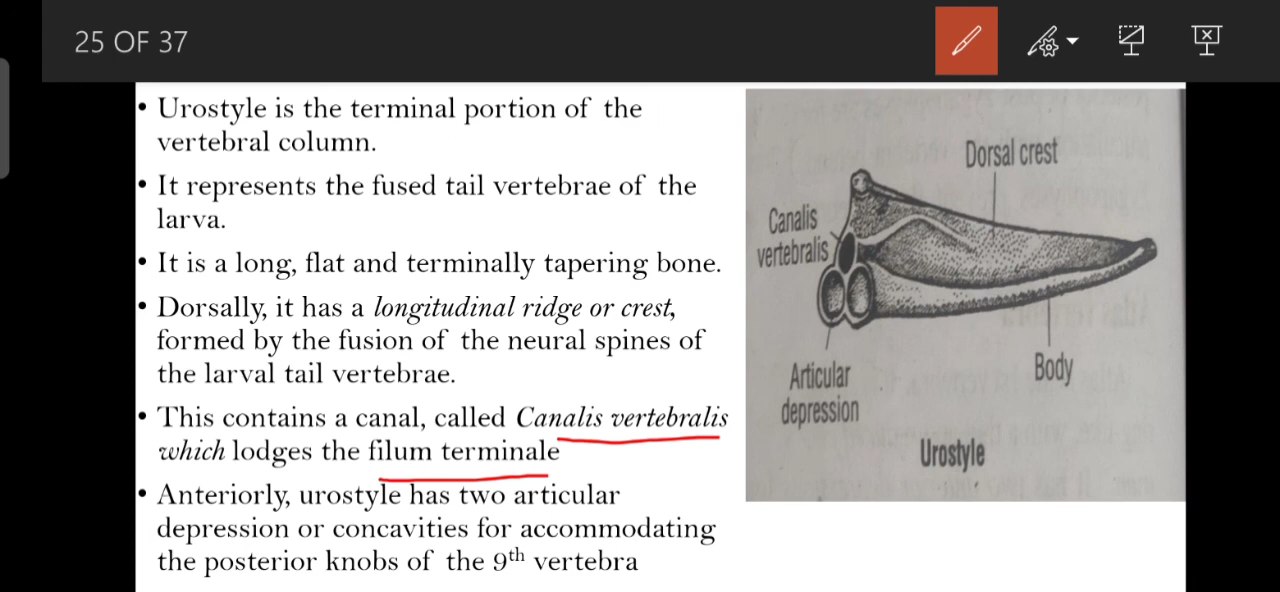 25 OF 37
• Urostyle is the terminal portion of the
vertebral column.
• It represents the fused tail vertebrae of the
larva.
• It is a long, flat and terminally tapering bone.
• Dorsally, it has a longitudinal ridge or crest,
formed by the fusion of the neural spines of
the larval tail vertebrae.
• This contains a canal, called Canalis vertebralis
which lodges the filum terminale
• Anteriorly, urostyle has two articular
depression or concavities for accommodating
the posterior knobs of the 9th vertebra
Dorsal crest
Canalis
vertebralis
Articular
depression
Body
Urostyle